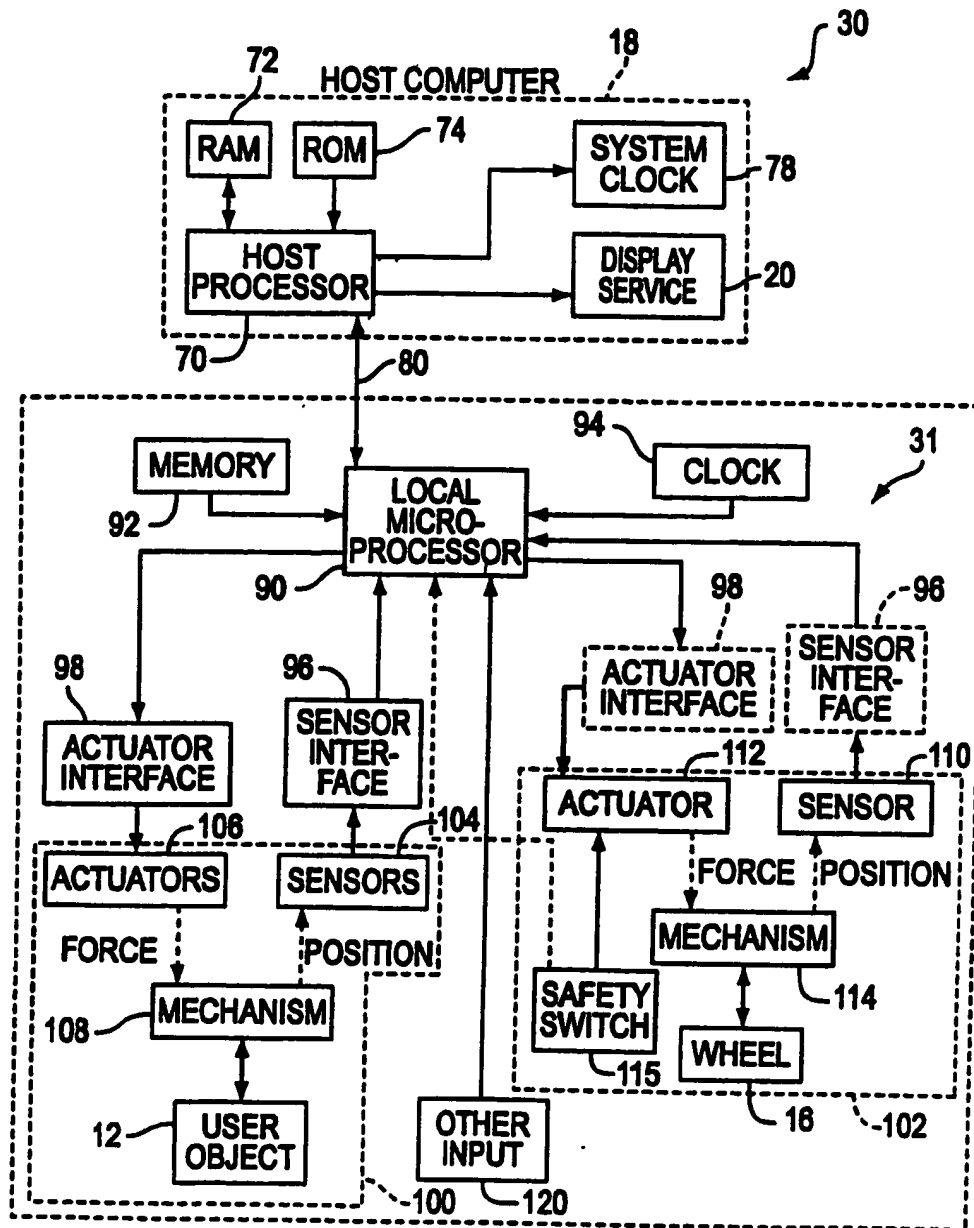 30
18
HOST COMPUTER
72
RAM
ROM
74
SYSTEM
CLOCK
78
HOST
PROCESSOR
DISPLAY
SERVICE
70
20
80
94
31
MEMORY
92
LOCAL
MICRO-
PROCESSOR
90
CLOCK
98
ACTUATOR
INTERFACE
96
SENSOR
INTER-
FACE
98
ACTUATOR
INTERFACE
96
SENSOR
INTER-
FACE
106
ACTUATORS
104
SENSORS
112
ACTUATOR
110
SENSOR
FORCE
POSITION
FORCE
POSITION
108
MECHANISM
MECHANISM
114
SAFETY
SWITCH
115
WHEEL
16
102
12
USER
OBJECT
100
OTHER
INPUT
120